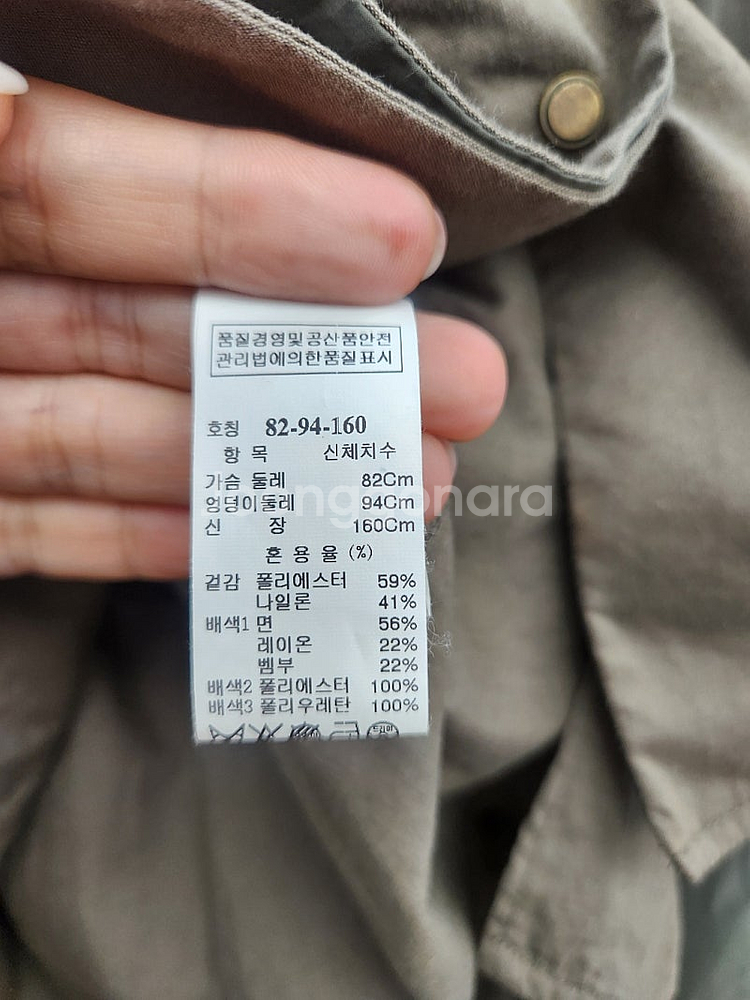 품질경영및공산품안전
관리법에의한품질표시
호칭 82-94-160
항 목 신체치수
가슴 둘레 82Cm
엉덩이둘레 94Cm
신 장 160Cm
혼 용 율 (%)
겉감 폴리에스터 59%
나일론 41%
배색1 면 56%
레이온 22%
벰부 22%
배색2 폴리에스터 100%
배색3 폴리우레탄 100%
드라이